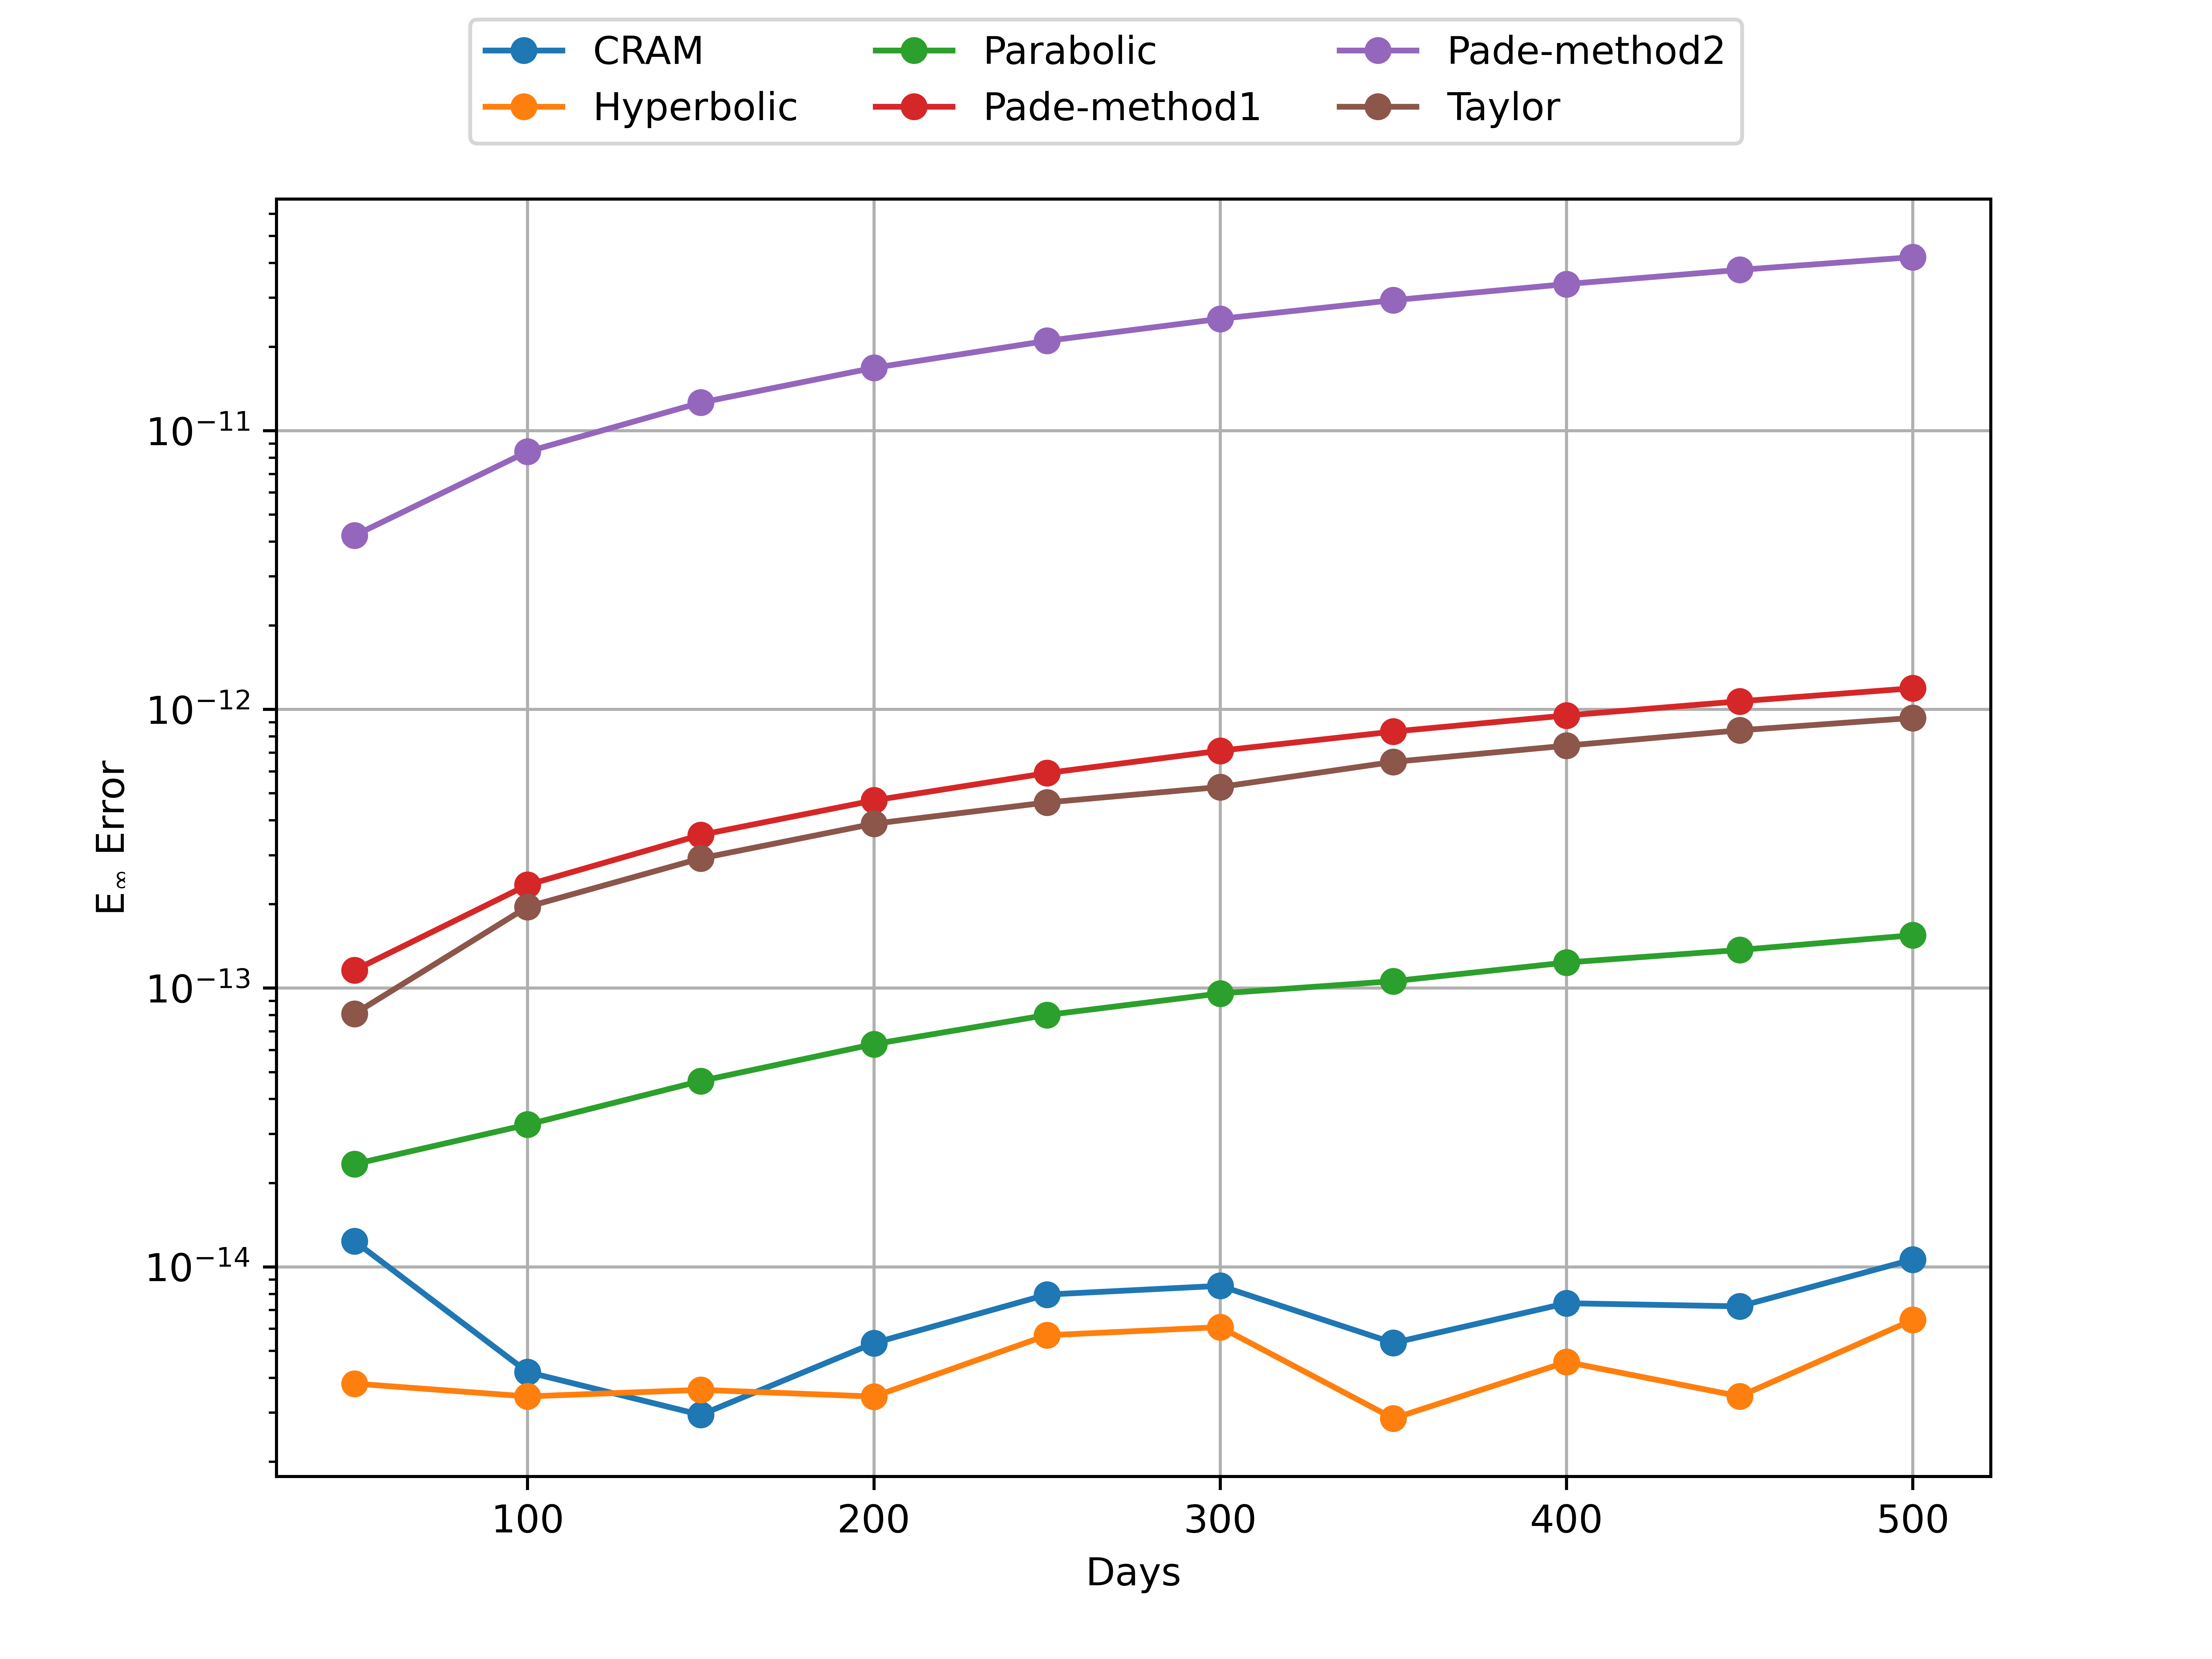 CRAM Parabolic Pade-method2
Hyperbolic Pade-method1 Taylor
10⁻¹¹
10⁻¹²
10⁻¹³
10⁻¹⁴
E∞ Error
100 200 300 400 500
Days